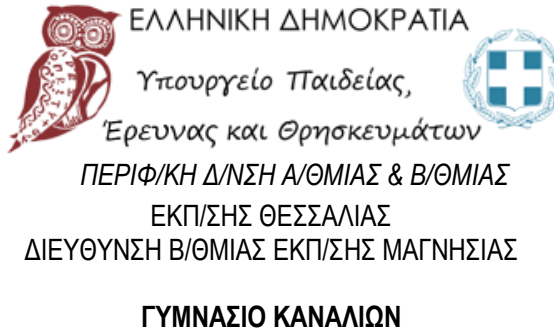 ΕΛΛΗΝΙΚΗ ΔΗΜΟΚΡΑΤΙΑ
Υπουργείο Παιδείας,
Έρευνας και Θρησκευμάτων
ΠΕΡΙΦ/ΚΗ Δ/ΝΣΗ Α/ΘΜΙΑΣ & Β/ΘΜΙΑΣ
ΕΚΠ/ΣΗΣ ΘΕΣΣΑΛΙΑΣ
ΔΙΕΥΘΥΝΣΗ Β/ΘΜΙΑΣ ΕΚΠ/ΣΗΣ ΜΑΓΝΗΣΙΑΣ
ΓΥΜΝΑΣΙΟ ΚΑΝΑΛΙΩΝ